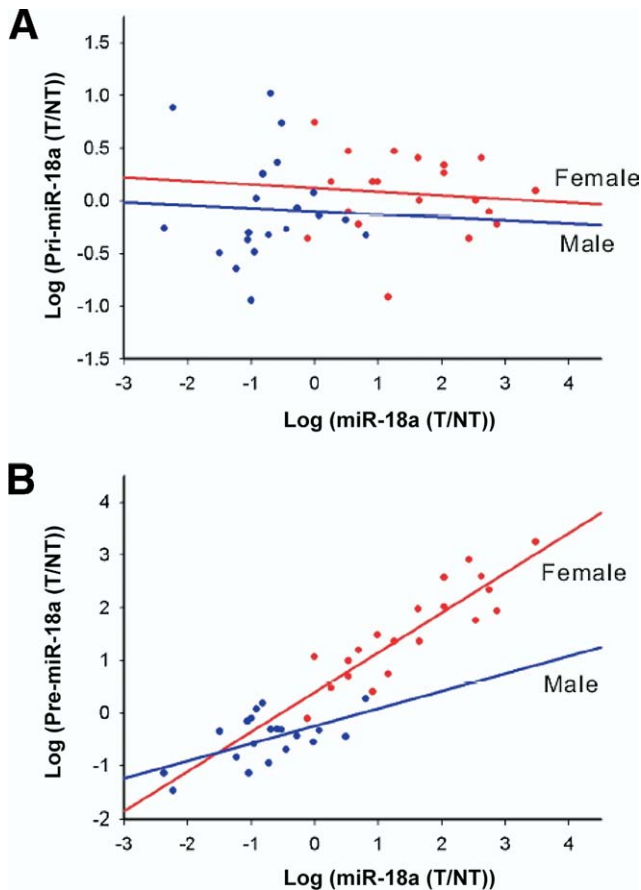 A
Log (Pri-miR-18a (T/NT))
1.5
1.0
0.5
0.0
-0.5
-1.0
-1.5
Female
Male
-3 -2 -1 0 1 2 3 4
Log (miR-18a (T/NT))
B
Log (Pre-miR-18a (T/NT))
4
3
2
1
0
-1
-2
Female
Male
-3 -2 -1 0 1 2 3 4
Log (miR-18a (T/NT))